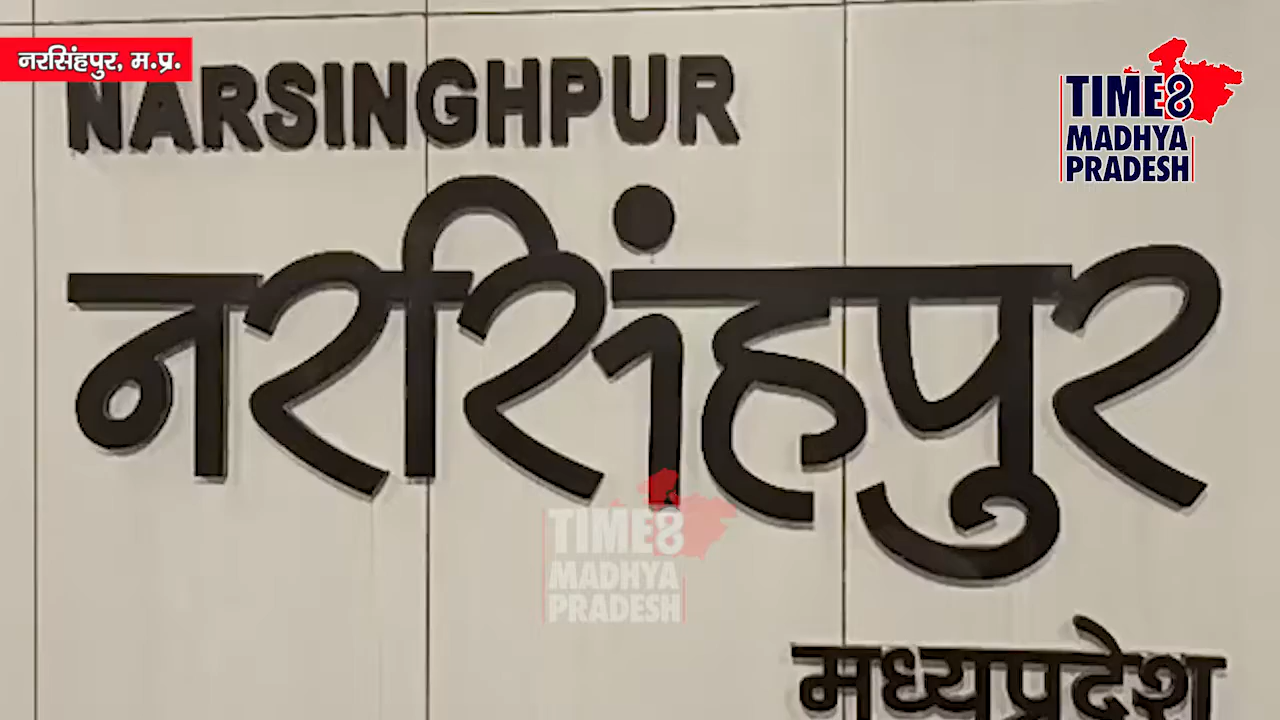 नरसिंहपुर, म.प्र.
NARSINGHPUR
TIME8
MADHYA
PRADESH
नरसिंहपुर
TIME8
MADHYA
PRADESH
मध्यप्रदेश